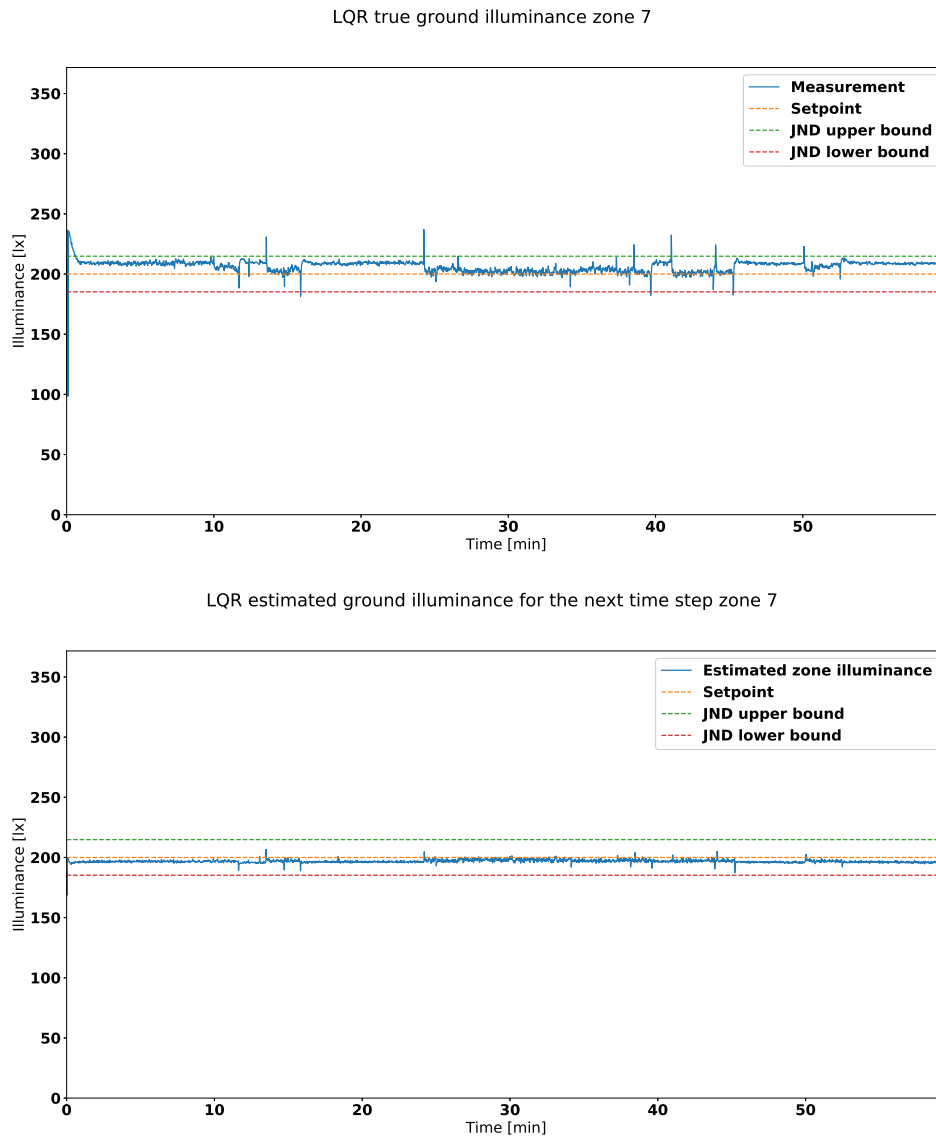 LQR true ground illuminance zone 7
350
300
250
200
150
100
50
0
Illuminance [lx]
Measurement
Setpoint
JND upper bound
JND lower bound
0 10 20 30 40 50
Time [min]
LQR estimated ground illuminance for the next time step zone 7
350
300
250
200
150
100
50
0
Illuminance [lx]
Estimated zone illuminance
Setpoint
JND upper bound
JND lower bound
0 10 20 30 40 50
Time [min]